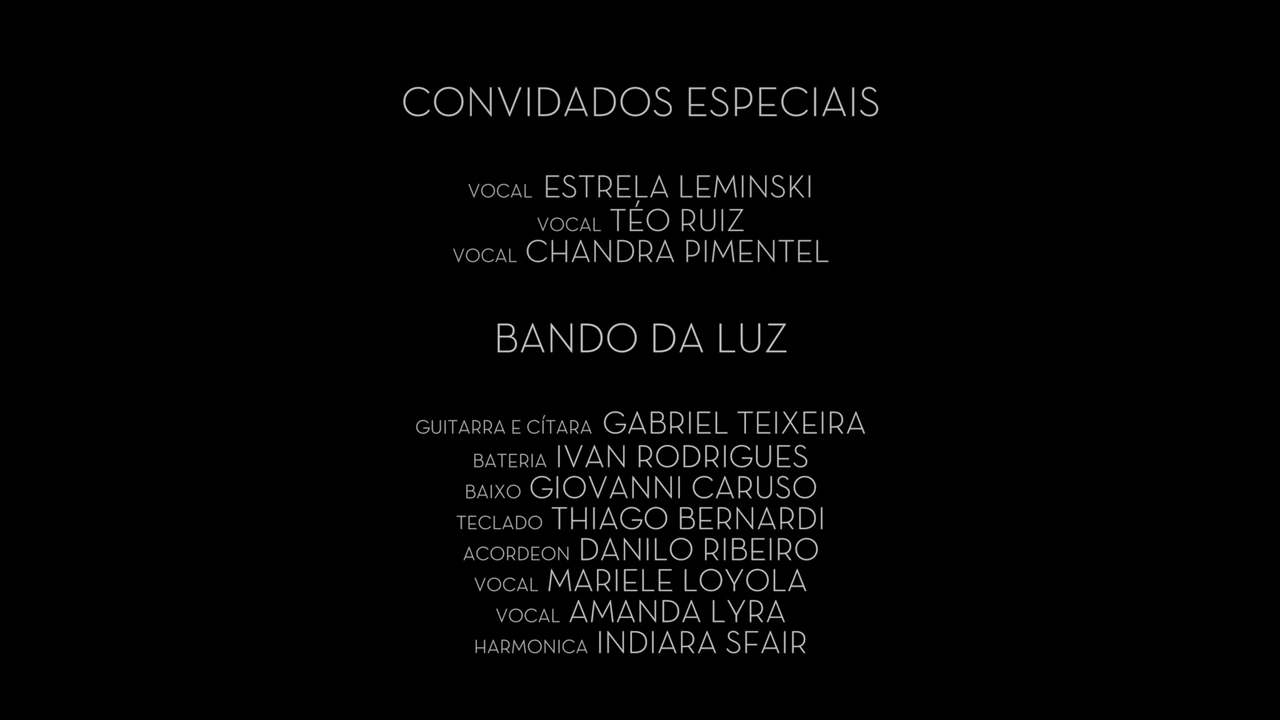 CONVIDADOS ESPECIAIS
VOCAL ESTRELA LEMINSKI
VOCAL TÉO RUIZ
VOCAL CHANDRA PIMENTEL
BANDO DA LUZ
GUITARRA E CÍTARA GABRIEL TEIXEIRA
BATERIA IVAN RODRIGUES
BAIXO GIOVANNI CARUSO
TECLADO THIAGO BERNARDI
ACORDEON DANILO RIBEIRO
VOCAL MARIELE LOYOLA
VOCAL AMANDA LYRA
HARMONICA INDIARA SFAIR